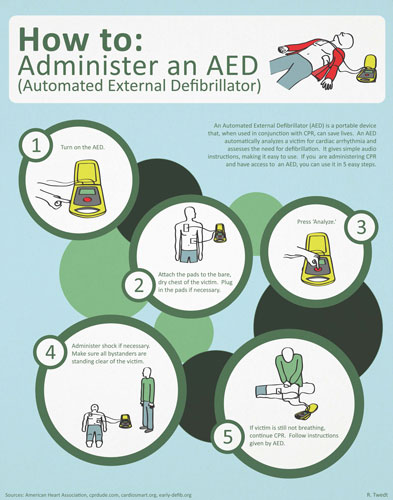 How to:
Administer an AED
(Automated External Defibrillator)
An Automated External Defibrillator (AED) is a portable device
that, when used in conjunction with CPR, can save lives. An AED
automatically analyzes a victim for cardiac arrhythmia and
assesses the need for defibrillation. It gives simple audio
instructions, making it easy to use. If you are administering CPR
and have access to an AED, you can use it in 5 easy steps.
1
Turn on the AED.
2
Attach the pads to the bare,
dry chest of the victim. Plug
in the pads if necessary.
3
Press 'Analyze.'
4
Administer shock if necessary.
Make sure all bystanders are
standing clear of the victim.
5
If victim is still not breathing,
continue CPR. Follow instructions
given by AED.
Sources: American Heart Association, cprdude.com, cardiosmart.org, early-defib.org
R. Twedt